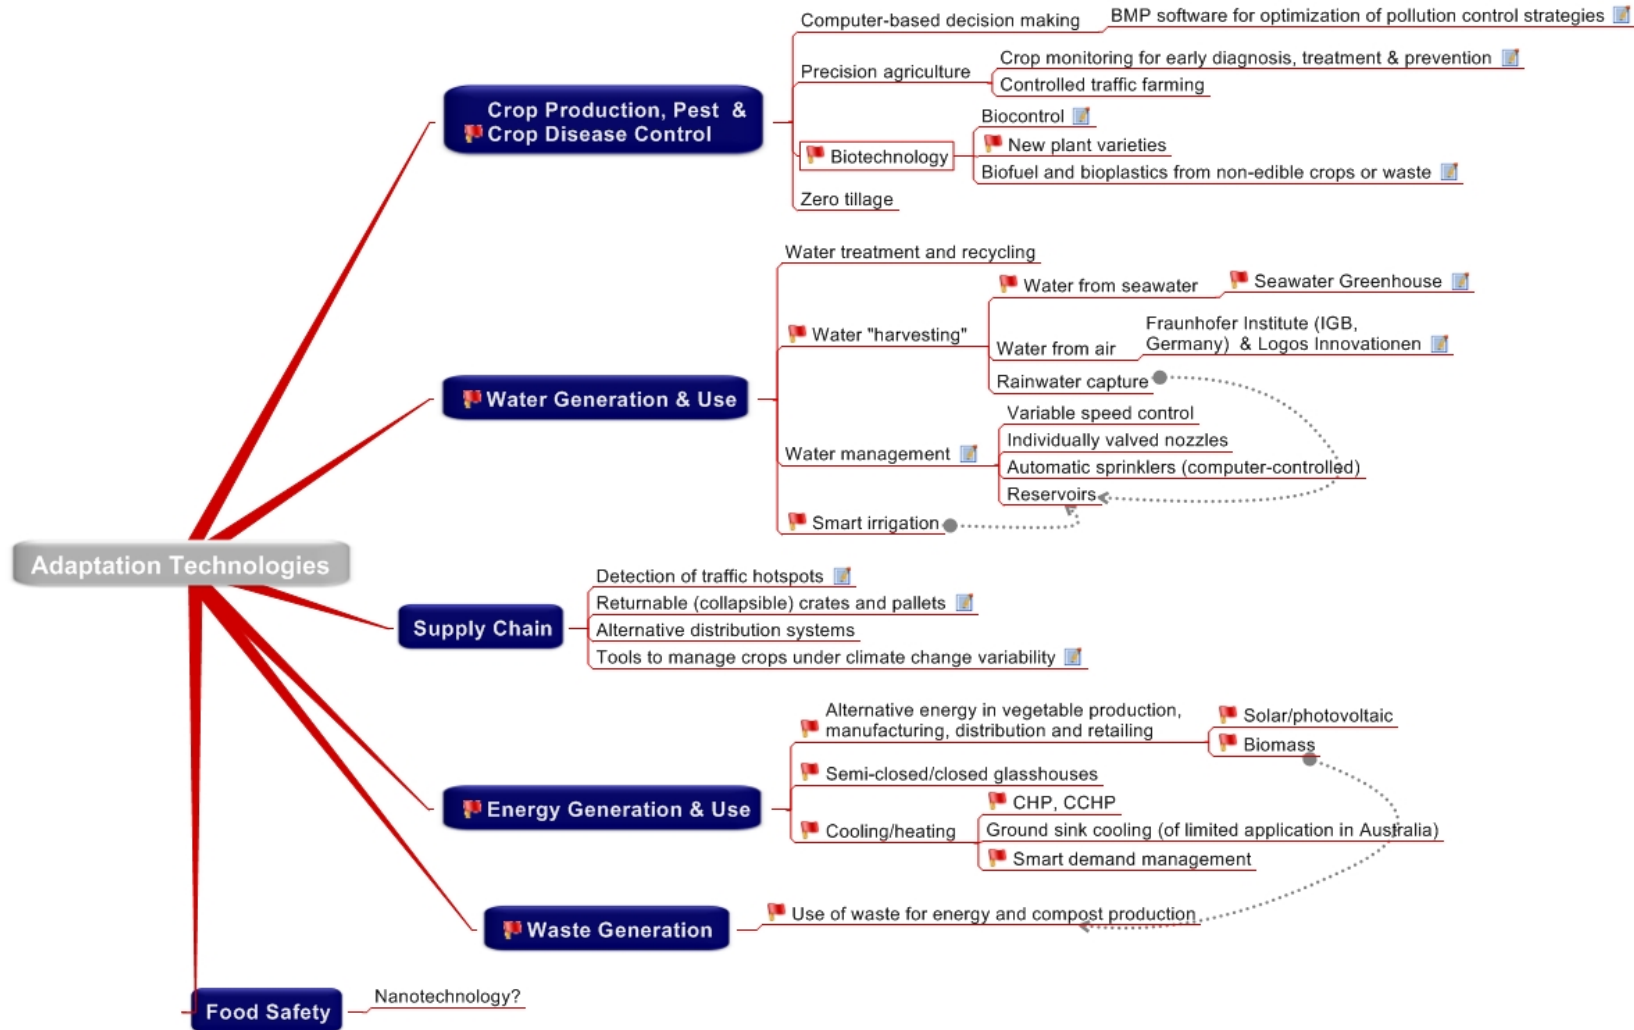 Computer-based decision making
BMP software for optimization of pollution control strategies
Precision agriculture
Crop monitoring for early diagnosis, treatment & prevention
Controlled traffic farming
Crop Production, Pest &
Crop Disease Control
Biotechnology
Biocontrol
New plant varieties
Biofuel and bioplastics from non-edible crops or waste
Zero tillage
Water treatment and recycling
Water Generation & Use
Water "harvesting"
Water from seawater
Seawater Greenhouse
Water from air
Fraunhofer Institute (IGB,
Germany) & Logos Innovationen
Rainwater capture
Water management
Variable speed control
Individually valved nozzles
Automatic sprinklers (computer-controlled)
Reservoirs
Smart irrigation
Adaptation Technologies
Supply Chain
Detection of traffic hotspots
Returnable (collapsible) crates and pallets
Alternative distribution systems
Tools to manage crops under climate change variability
Energy Generation & Use
Alternative energy in vegetable production,
manufacturing, distribution and retailing
Solar/photovoltaic
Biomass
Semi-closed/closed glasshouses
Cooling/heating
CHP, CCHP
Ground sink cooling (of limited application in Australia)
Smart demand management
Waste Generation
Use of waste for energy and compost production
Food Safety
Nanotechnology?